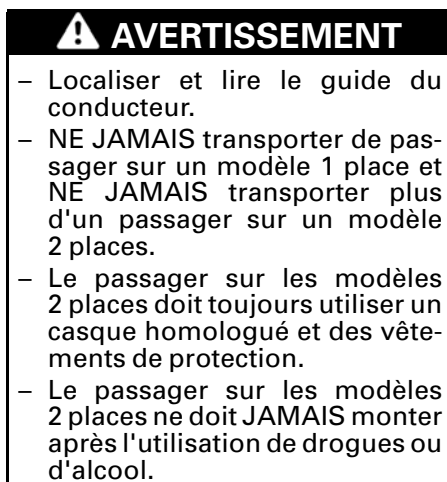 AVERTISSEMENT
– Localiser et lire le guide du
conducteur.
– NE JAMAIS transporter de pas-
sager sur un modèle 1 place et
NE JAMAIS transporter plus
d'un passager sur un modèle
2 places.
– Le passager sur les modèles
2 places doit toujours utiliser un
casque homologué et des vête-
ments de protection.
– Le passager sur les modèles
2 places ne doit JAMAIS monter
après l'utilisation de drogues ou
d'alcool.